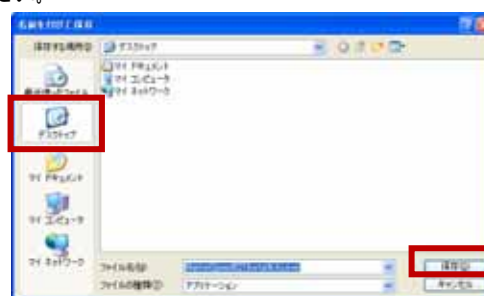 さい。
名前を付けて保存
保存する場所(I): デスクトップ
マイ ドキュメント
マイ コンピュータ
マイ ネットワーク
最近使ったファイル
デスクトップ
マイ ドキュメント
マイ コンピュータ
マイ ネットワーク
ファイル名(N): 保存(S)
ファイルの種類(T): アプリケーション キャンセル